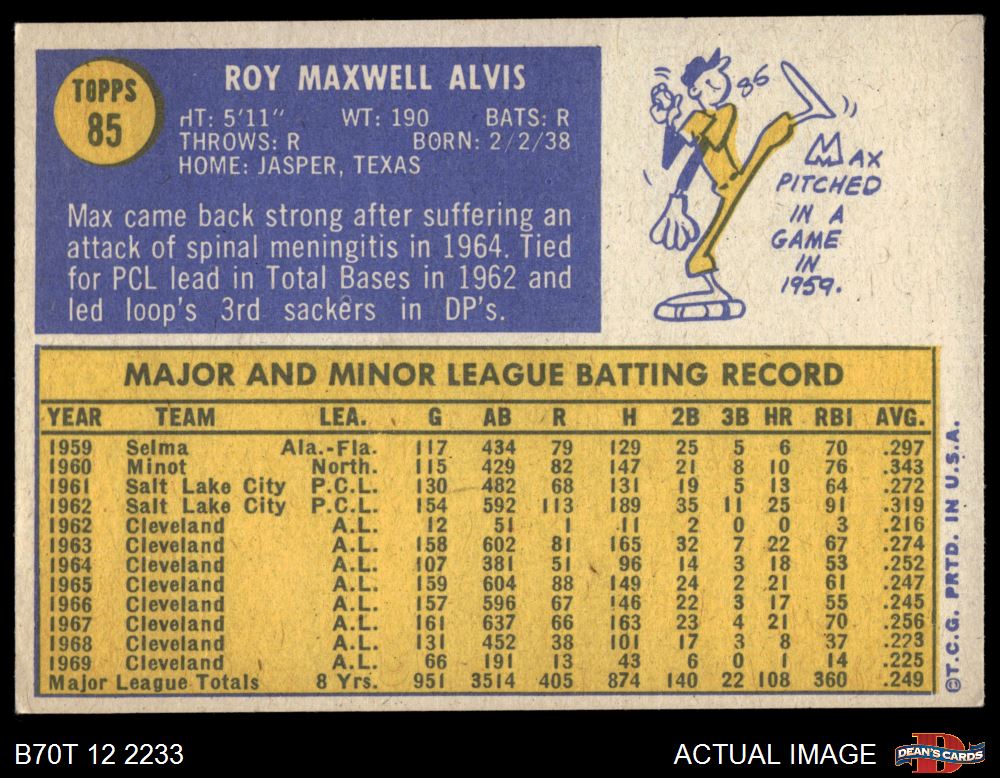 TOPPS
85
ROY MAXWELL ALVIS
HT: 5'11" WT: 190 BATS: R
THROWS: R BORN: 2/2/38
HOME: JASPER, TEXAS
Max came back strong after suffering an
attack of spinal meningitis in 1964. Tied
for PCL lead in Total Bases in 1962 and
led loop's 3rd sackers in DP's.
86
MAX
PITCHED
IN A
GAME
IN
1959.
MAJOR AND MINOR LEAGUE BATTING RECORD
YEAR TEAM LEA. G AB R H 2B 3B HR RBI AVG.
1959 Selma Ala.-Fla. 117 434 79 129 25 5 6 70 .297
1960 Minot North. 115 429 82 147 21 8 10 76 .343
1961 Salt Lake City P.C.L. 130 482 68 131 19 5 13 64 .272
1962 Salt Lake City P.C.L. 154 592 113 189 35 11 25 91 .319
1962 Cleveland A.L. 12 51 1 11 2 0 0 3 .216
1963 Cleveland A.L. 158 602 81 165 32 7 22 67 .274
1964 Cleveland A.L. 107 381 51 96 14 3 18 53 .252
1965 Cleveland A.L. 159 604 88 149 24 2 21 61 .247
1966 Cleveland A.L. 157 596 67 146 22 3 17 55 .245
1967 Cleveland A.L. 161 637 66 163 23 4 21 70 .256
1968 Cleveland A.L. 131 452 38 101 17 3 8 37 .223
1969 Cleveland A.L. 66 191 13 43 6 0 1 14 .225
Major League Totals 8 Yrs. 951 3514 405 874 140 22 108 360 .249
©T.C.G. PRTD. IN U.S.A.
B70T 12 2233
ACTUAL IMAGE
DEAN'S CARDS